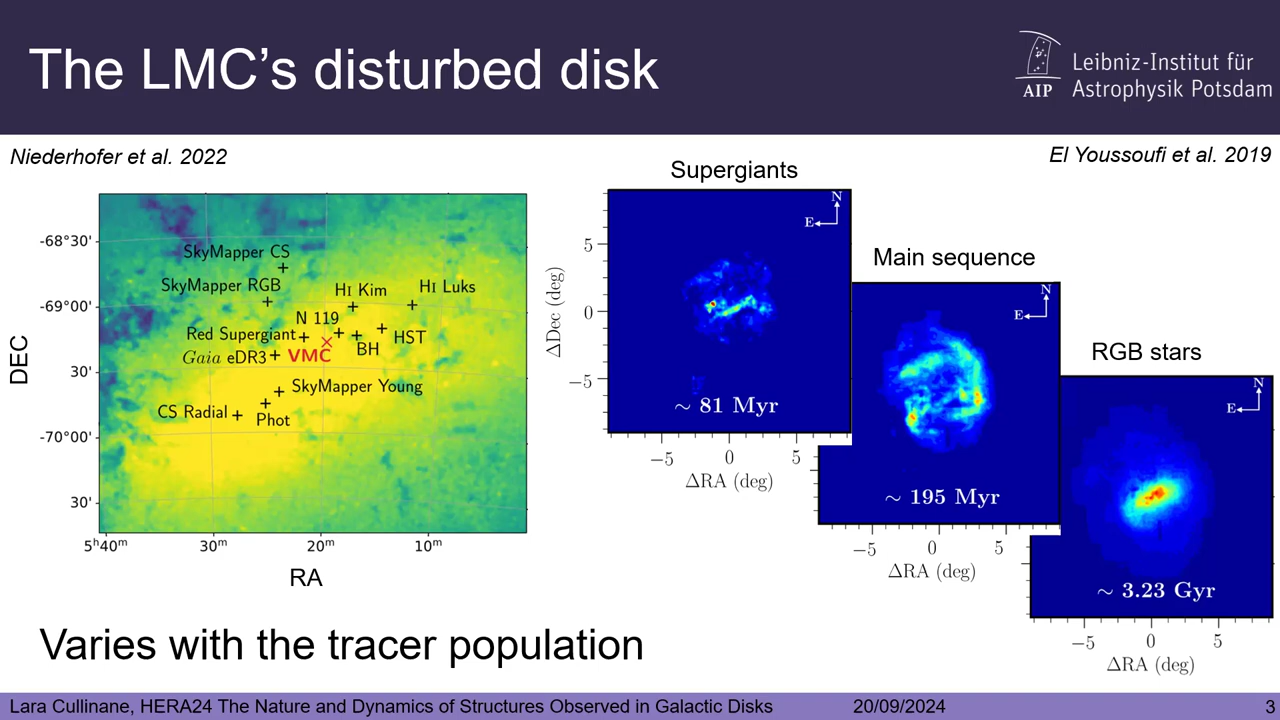 The LMC's disturbed disk
AIP
Leibniz-Institut für
Astrophysik Potsdam
Niederhofer et al. 2022
El Youssoufi et al. 2019
DEC
-68°30'
-69°00'
30'
-70°00'
30'
SkyMapper CS
SkyMapper RGB
HI Kim
HI Luks
N 119
Red Supergiant
HST
BH
Gaia eDR3
VMC
SkyMapper Young
CS Radial
Phot
5ʰ40ᵐ
30ᵐ
20ᵐ
10ᵐ
RA
Supergiants
N
E
ΔDec (deg)
5
0
−5
~ 81 Myr
−5
0
5
ΔRA (deg)
Main sequence
N
E
~ 195 Myr
−5
0
5
ΔRA (deg)
RGB stars
N
E
~ 3.23 Gyr
−5
0
5
ΔRA (deg)
Varies with the tracer population
Lara Cullinane, HERA24 The Nature and Dynamics of Structures Observed in Galactic Disks
20/09/2024
3